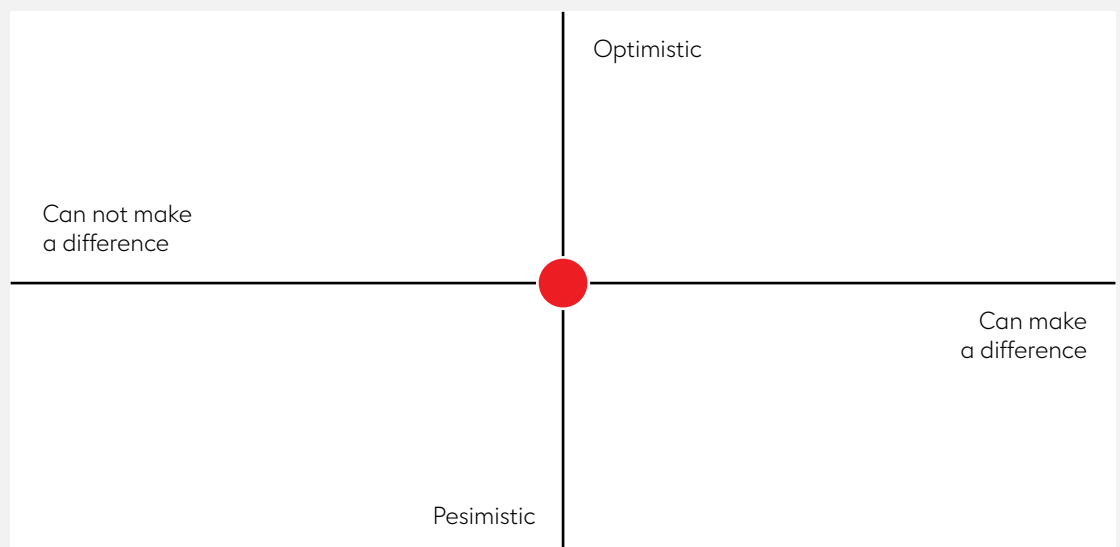 Optimistic
Can not make
a difference
Can make
a difference
Pesimistic